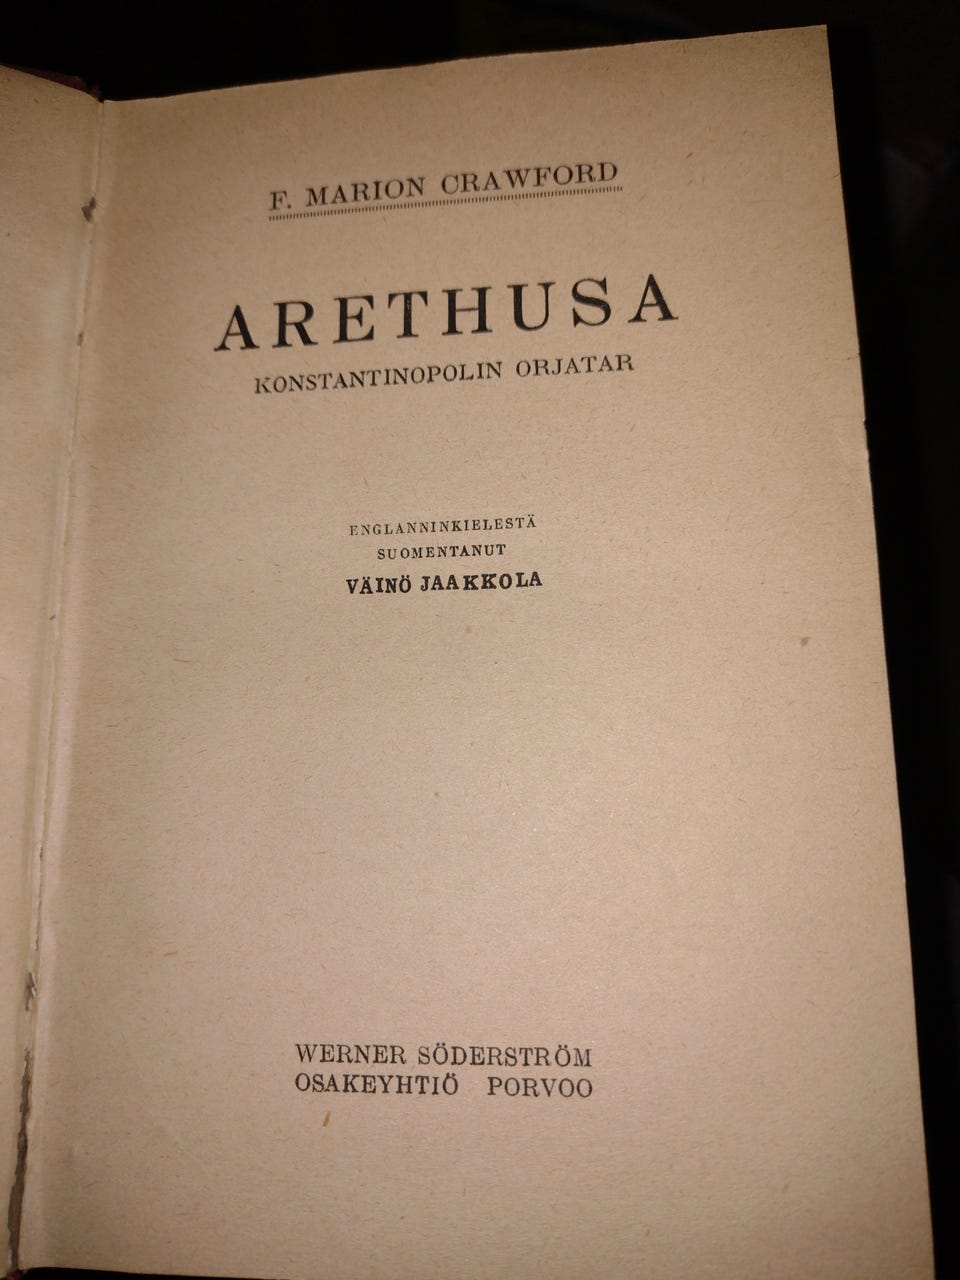 F. MARION CRAWFORD
ARETHUSA
KONSTANTINOPOLIN ORJATAR
ENGLANNINKIELESTÄ
SUOMENTANUT
VÄINÖ JAAKKOLA
WERNER SÖDERSTRÖM
OSAKEYHTIÖ PORVOO